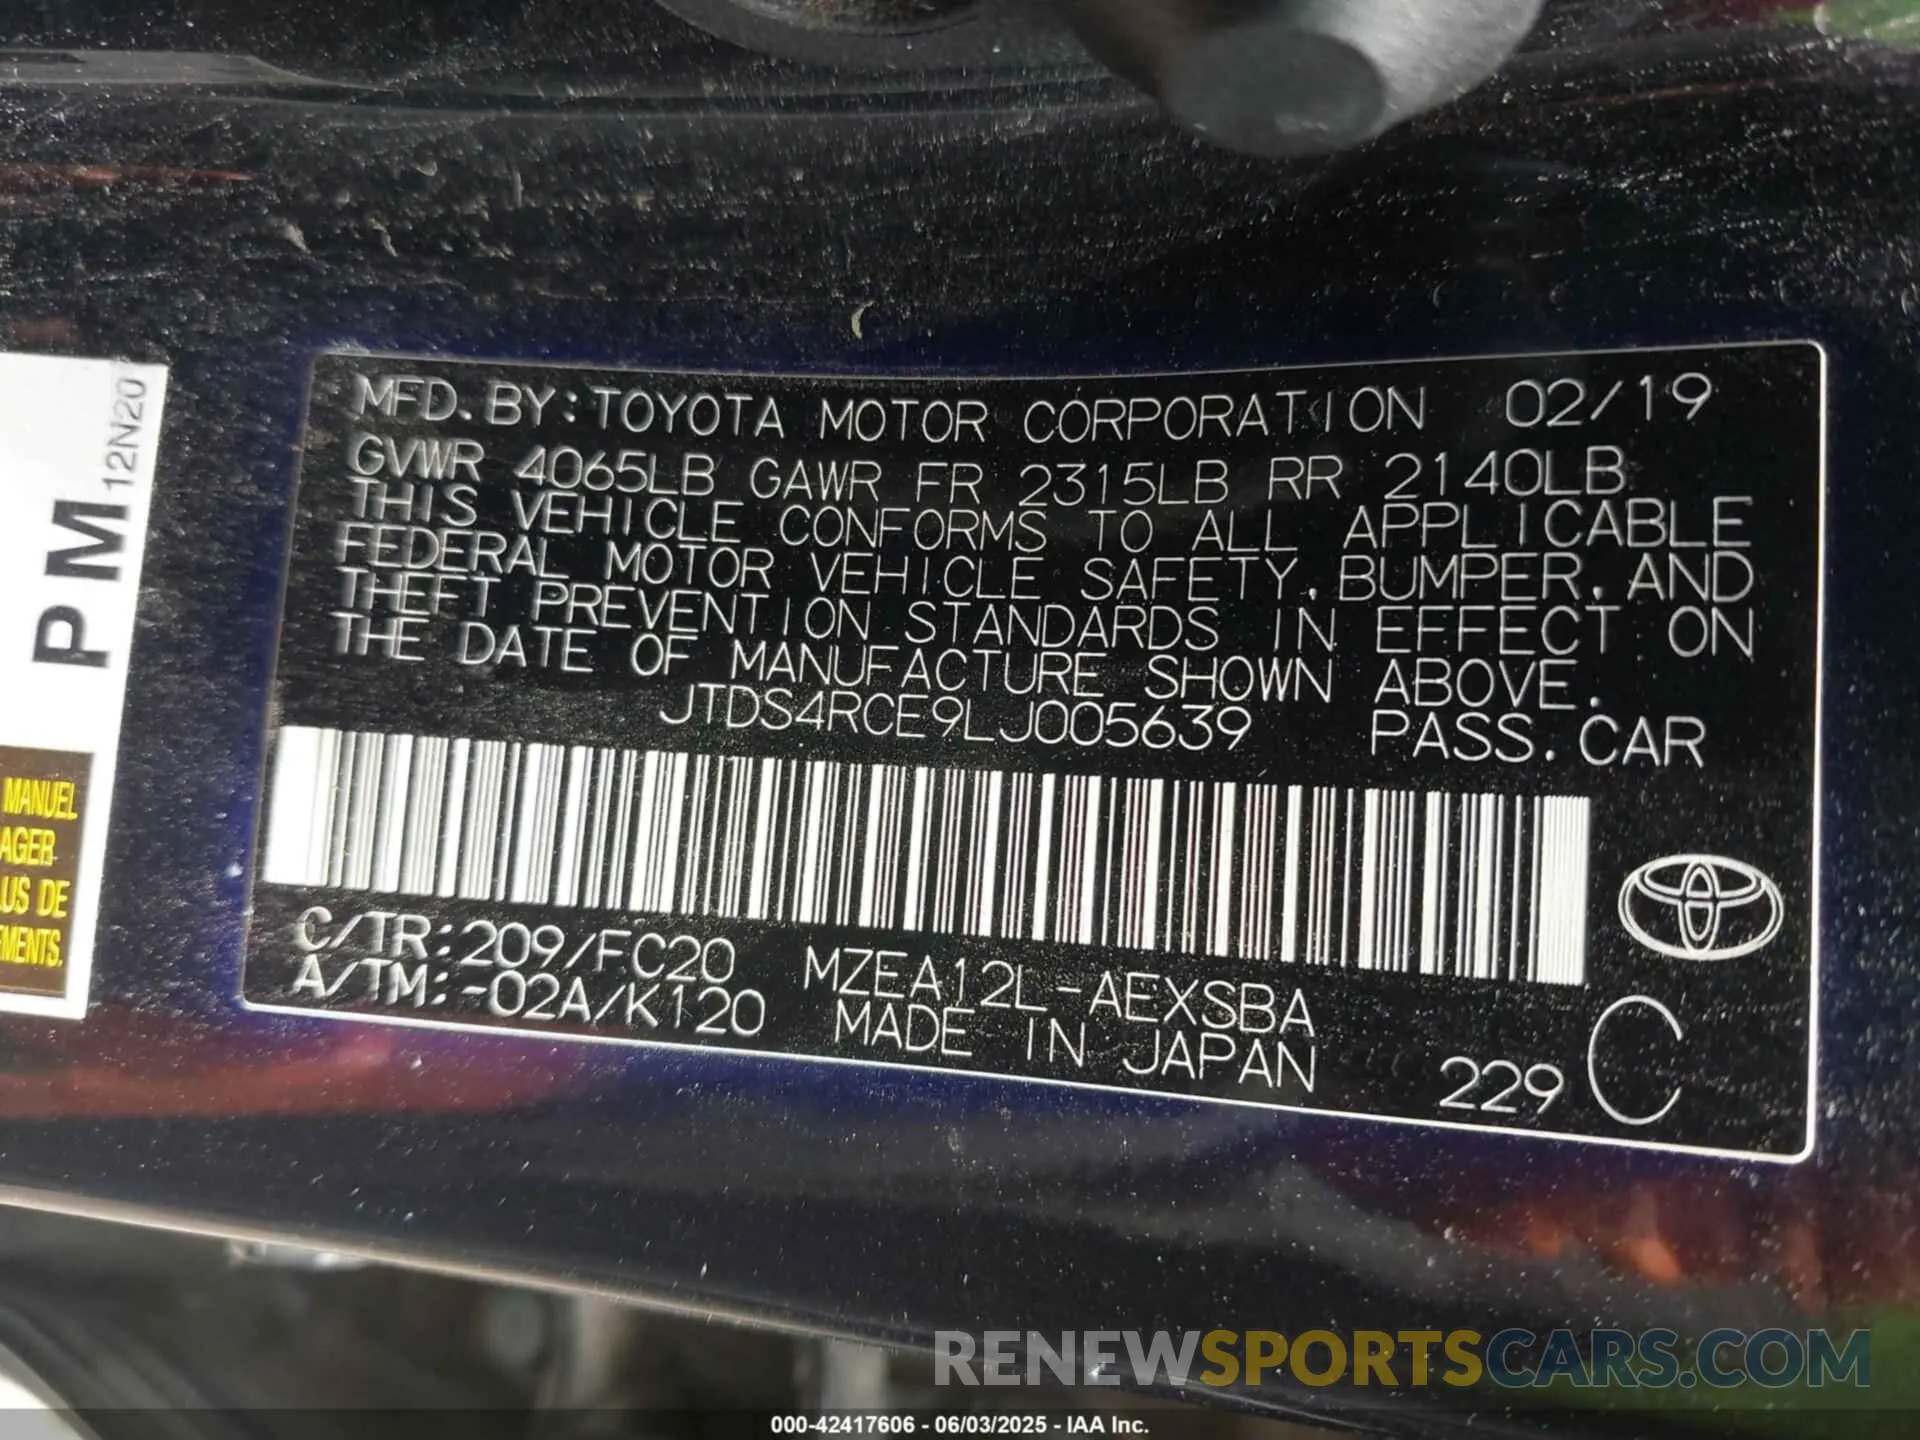 MFD. BY: TOYOTA MOTOR CORPORATION 02/19
GVWR 4065LB GAWR FR 2315LB RR 2140LB
THIS VEHICLE CONFORMS TO ALL APPLICABLE
FEDERAL MOTOR VEHICLE SAFETY, BUMPER, AND
THEFT PREVENTION STANDARDS IN EFFECT ON
THE DATE OF MANUFACTURE SHOWN ABOVE.
JTDS4RCE9LJ005639 PASS. CAR
C/TR: 209/FC20 MZEA12L-AEXSBA
A/TM: -02A/K120 MADE IN JAPAN
229 C
PM
12N20
MANUEL
AGER
LUS DE
EMENTS.
RENEWSPORTSCARS.COM
000-42417606 - 06/03/2025 - IAA Inc.